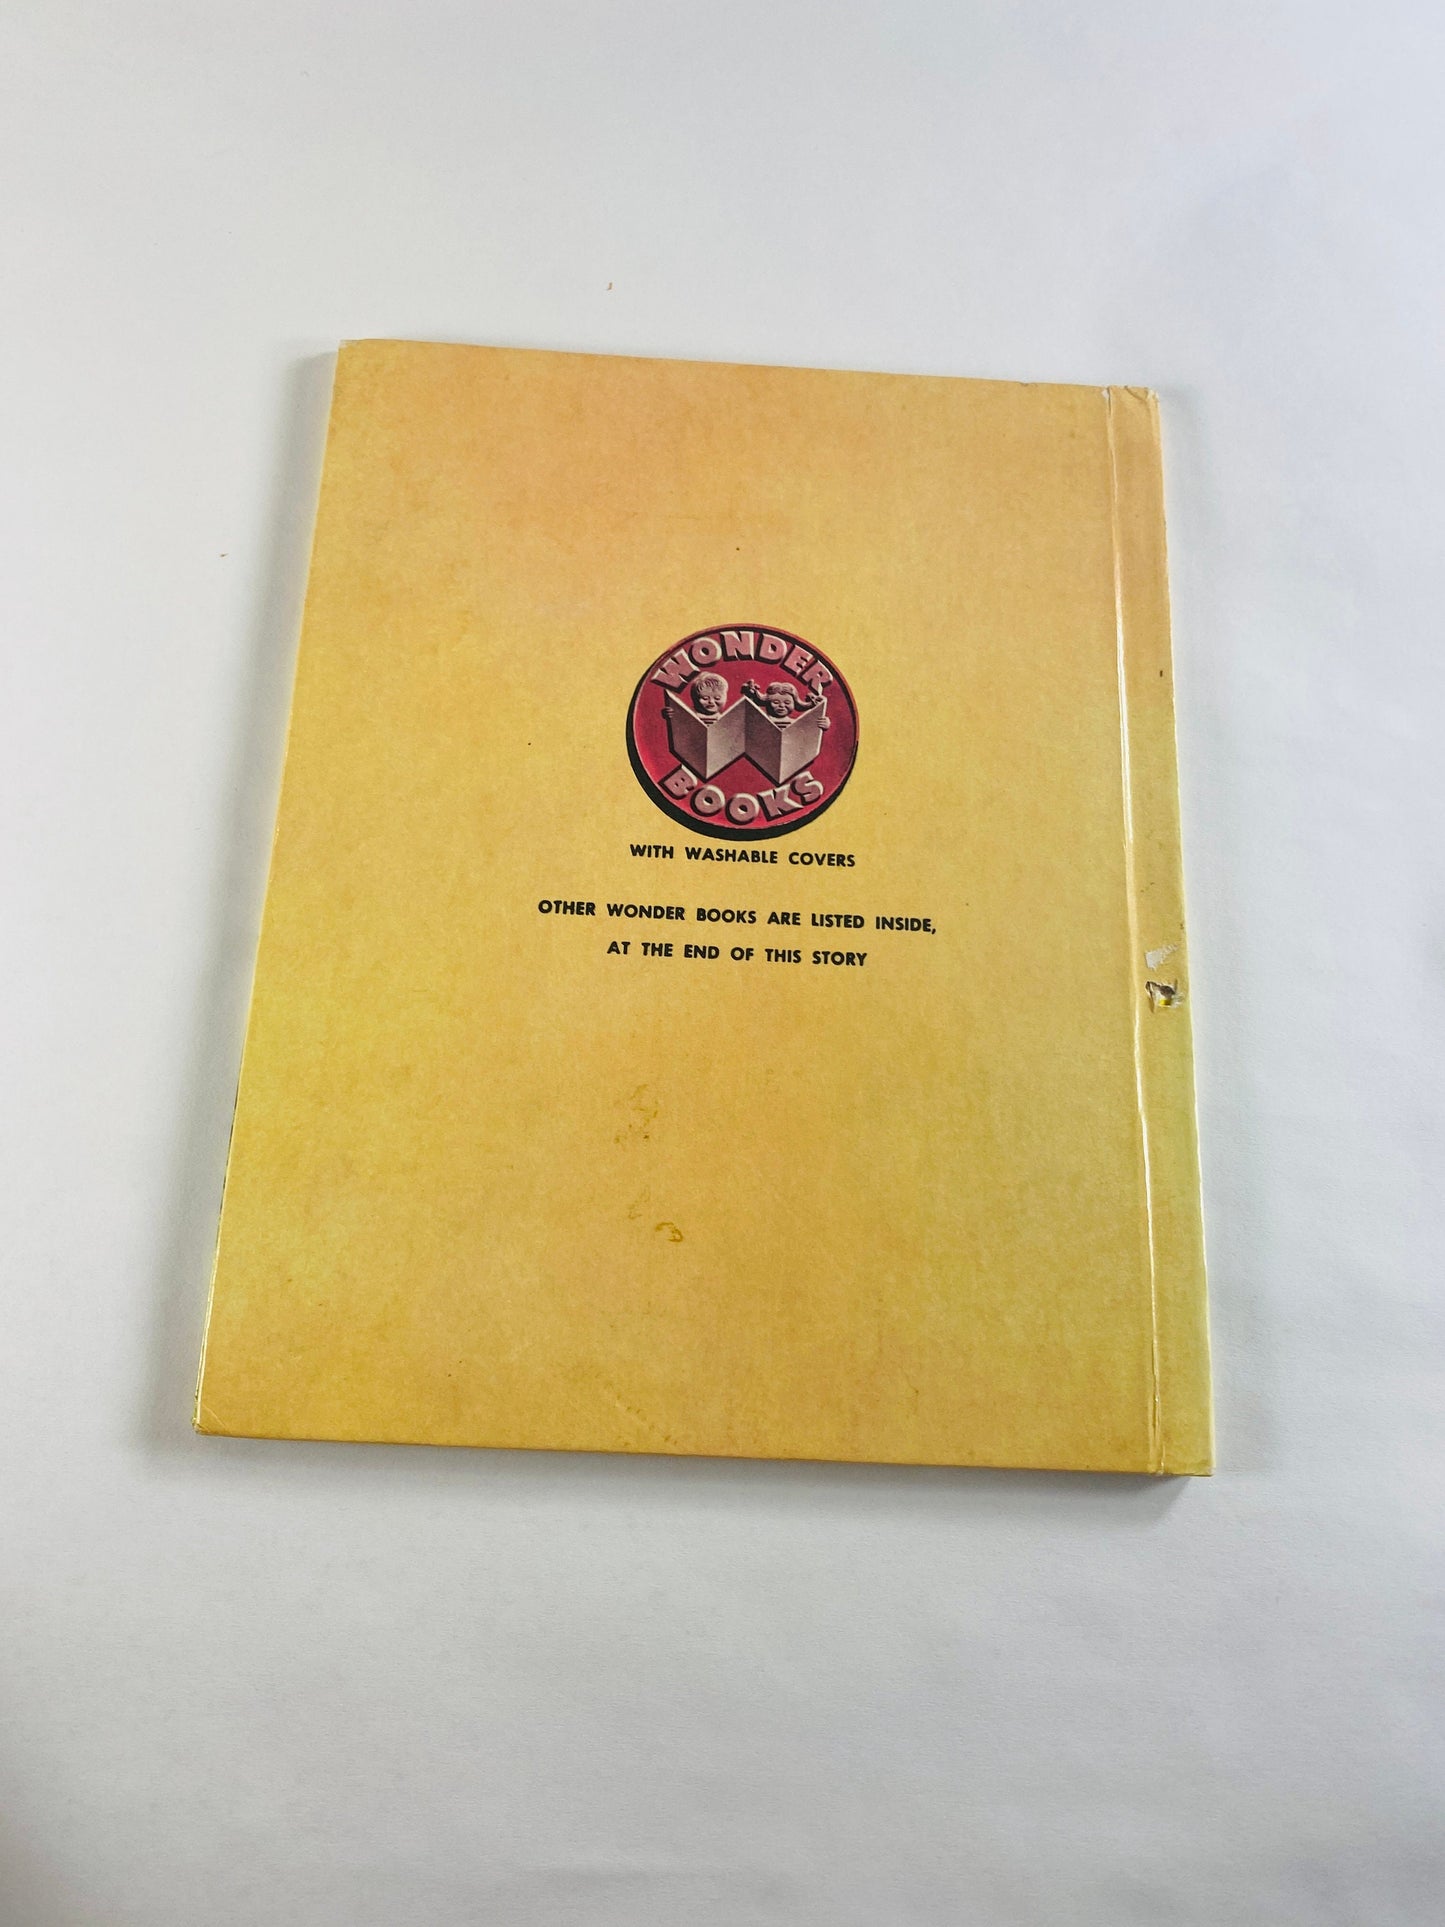 WONDER
BOOKS
WITH WASHABLE COVERS
OTHER WONDER BOOKS ARE LISTED INSIDE,
AT THE END OF THIS STORY